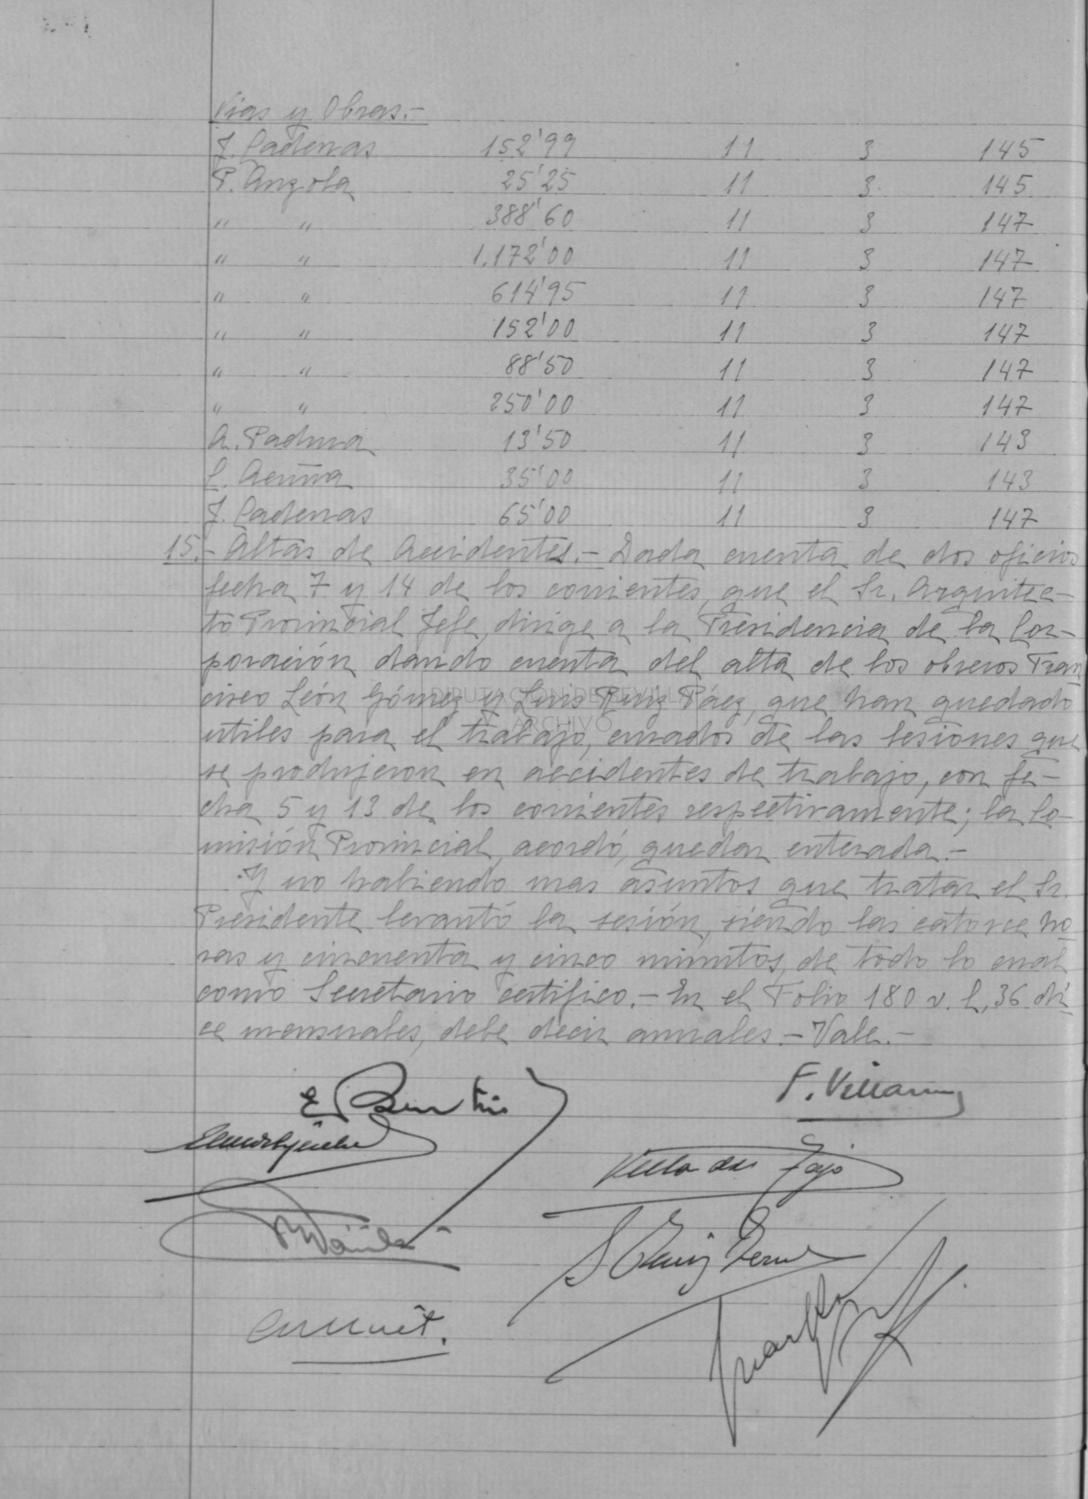 Vias y Obras.-
J. Cadenas 152'99 11 3 145
P. Angola 25'25 11 3 145
" " 388'60 11 3 147
" " 1.172'00 11 3 147
" " 614'95 11 3 147
" " 152'00 11 3 147
" " 88'50 11 3 147
" " 250'00 11 3 147
A. Padura 13'50 11 3 143
L. Acuña 35'00 11 3 143
J. Cadenas 65'00 11 3 147
15.- Altas de Accidentes.- Dada cuenta de dos oficios
fecha 7 y 14 de los corrientes, que el Sr. Arquitec-
to Provincial Jefe, dirige a la Presidencia de la Cor-
poración dando cuenta del alta de los obreros Fran
cisco León Gómez y Luis Ruiz Páez, que han quedado
DIPUTACION DE SEVILLA
ARCHIVO
utiles para el trabajo, curados de las lesiones que
se produjeron en accidentes de trabajo, con fe-
cha 5 y 13 de los corrientes respectivamente; la Co-
misión Provincial, acordó, quedar enterada.-
Y no habiendo mas asuntos que tratar el Sr.
Presidente levantó la sesión, siendo las catorce ho
ras y cincuenta y cinco minutos, de todo lo cual
como Secretario certifico.- En el Folio 180 v. L, 36 di
ce mensuales, debe decir anuales.- Vale.-